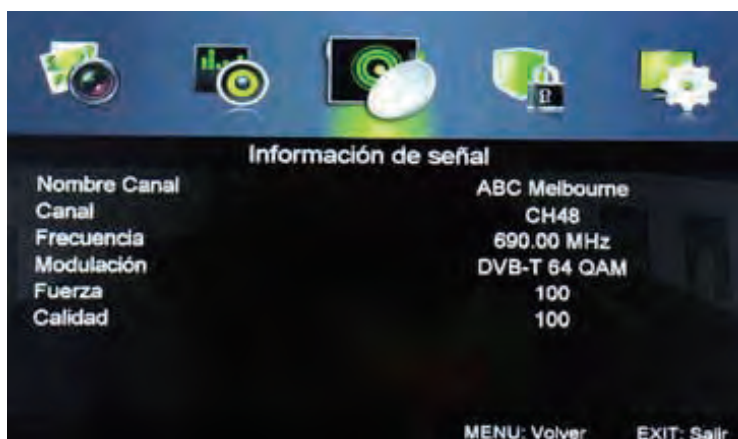 Información de señal
Nombre Canal ABC Melbourne
Canal CH48
Frecuencia 690.00 MHz
Modulación DVB-T 64 QAM
Fuerza 100
Calidad 100
MENU: Volver EXIT: Salir